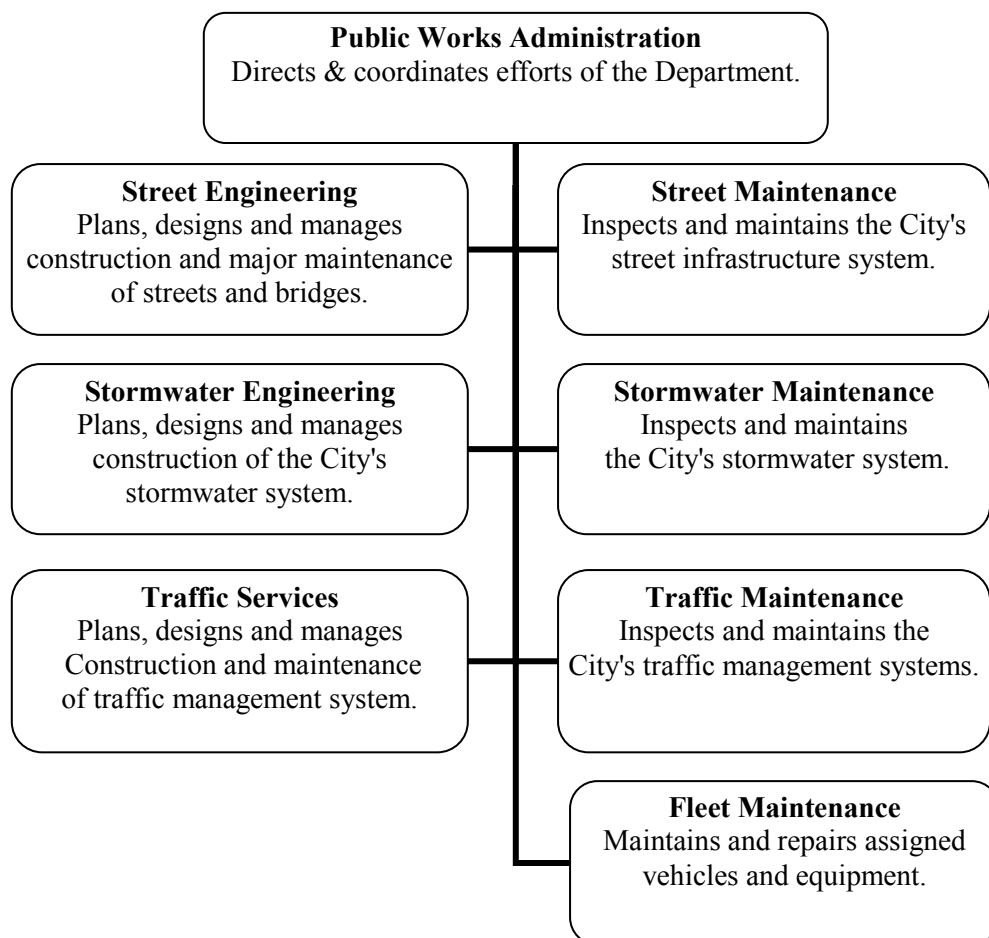 Public Works Administration
Directs & coordinates efforts of the Department.
Street Engineering
Plans, designs and manages
construction and major maintenance
of streets and bridges.
Street Maintenance
Inspects and maintains the City's
street infrastructure system.
Stormwater Engineering
Plans, designs and manages
construction of the City's
stormwater system.
Stormwater Maintenance
Inspects and maintains
the City's stormwater system.
Traffic Services
Plans, designs and manages
Construction and maintenance
of traffic management system.
Traffic Maintenance
Inspects and maintains the
City's traffic management systems.
Fleet Maintenance
Maintains and repairs assigned
vehicles and equipment.